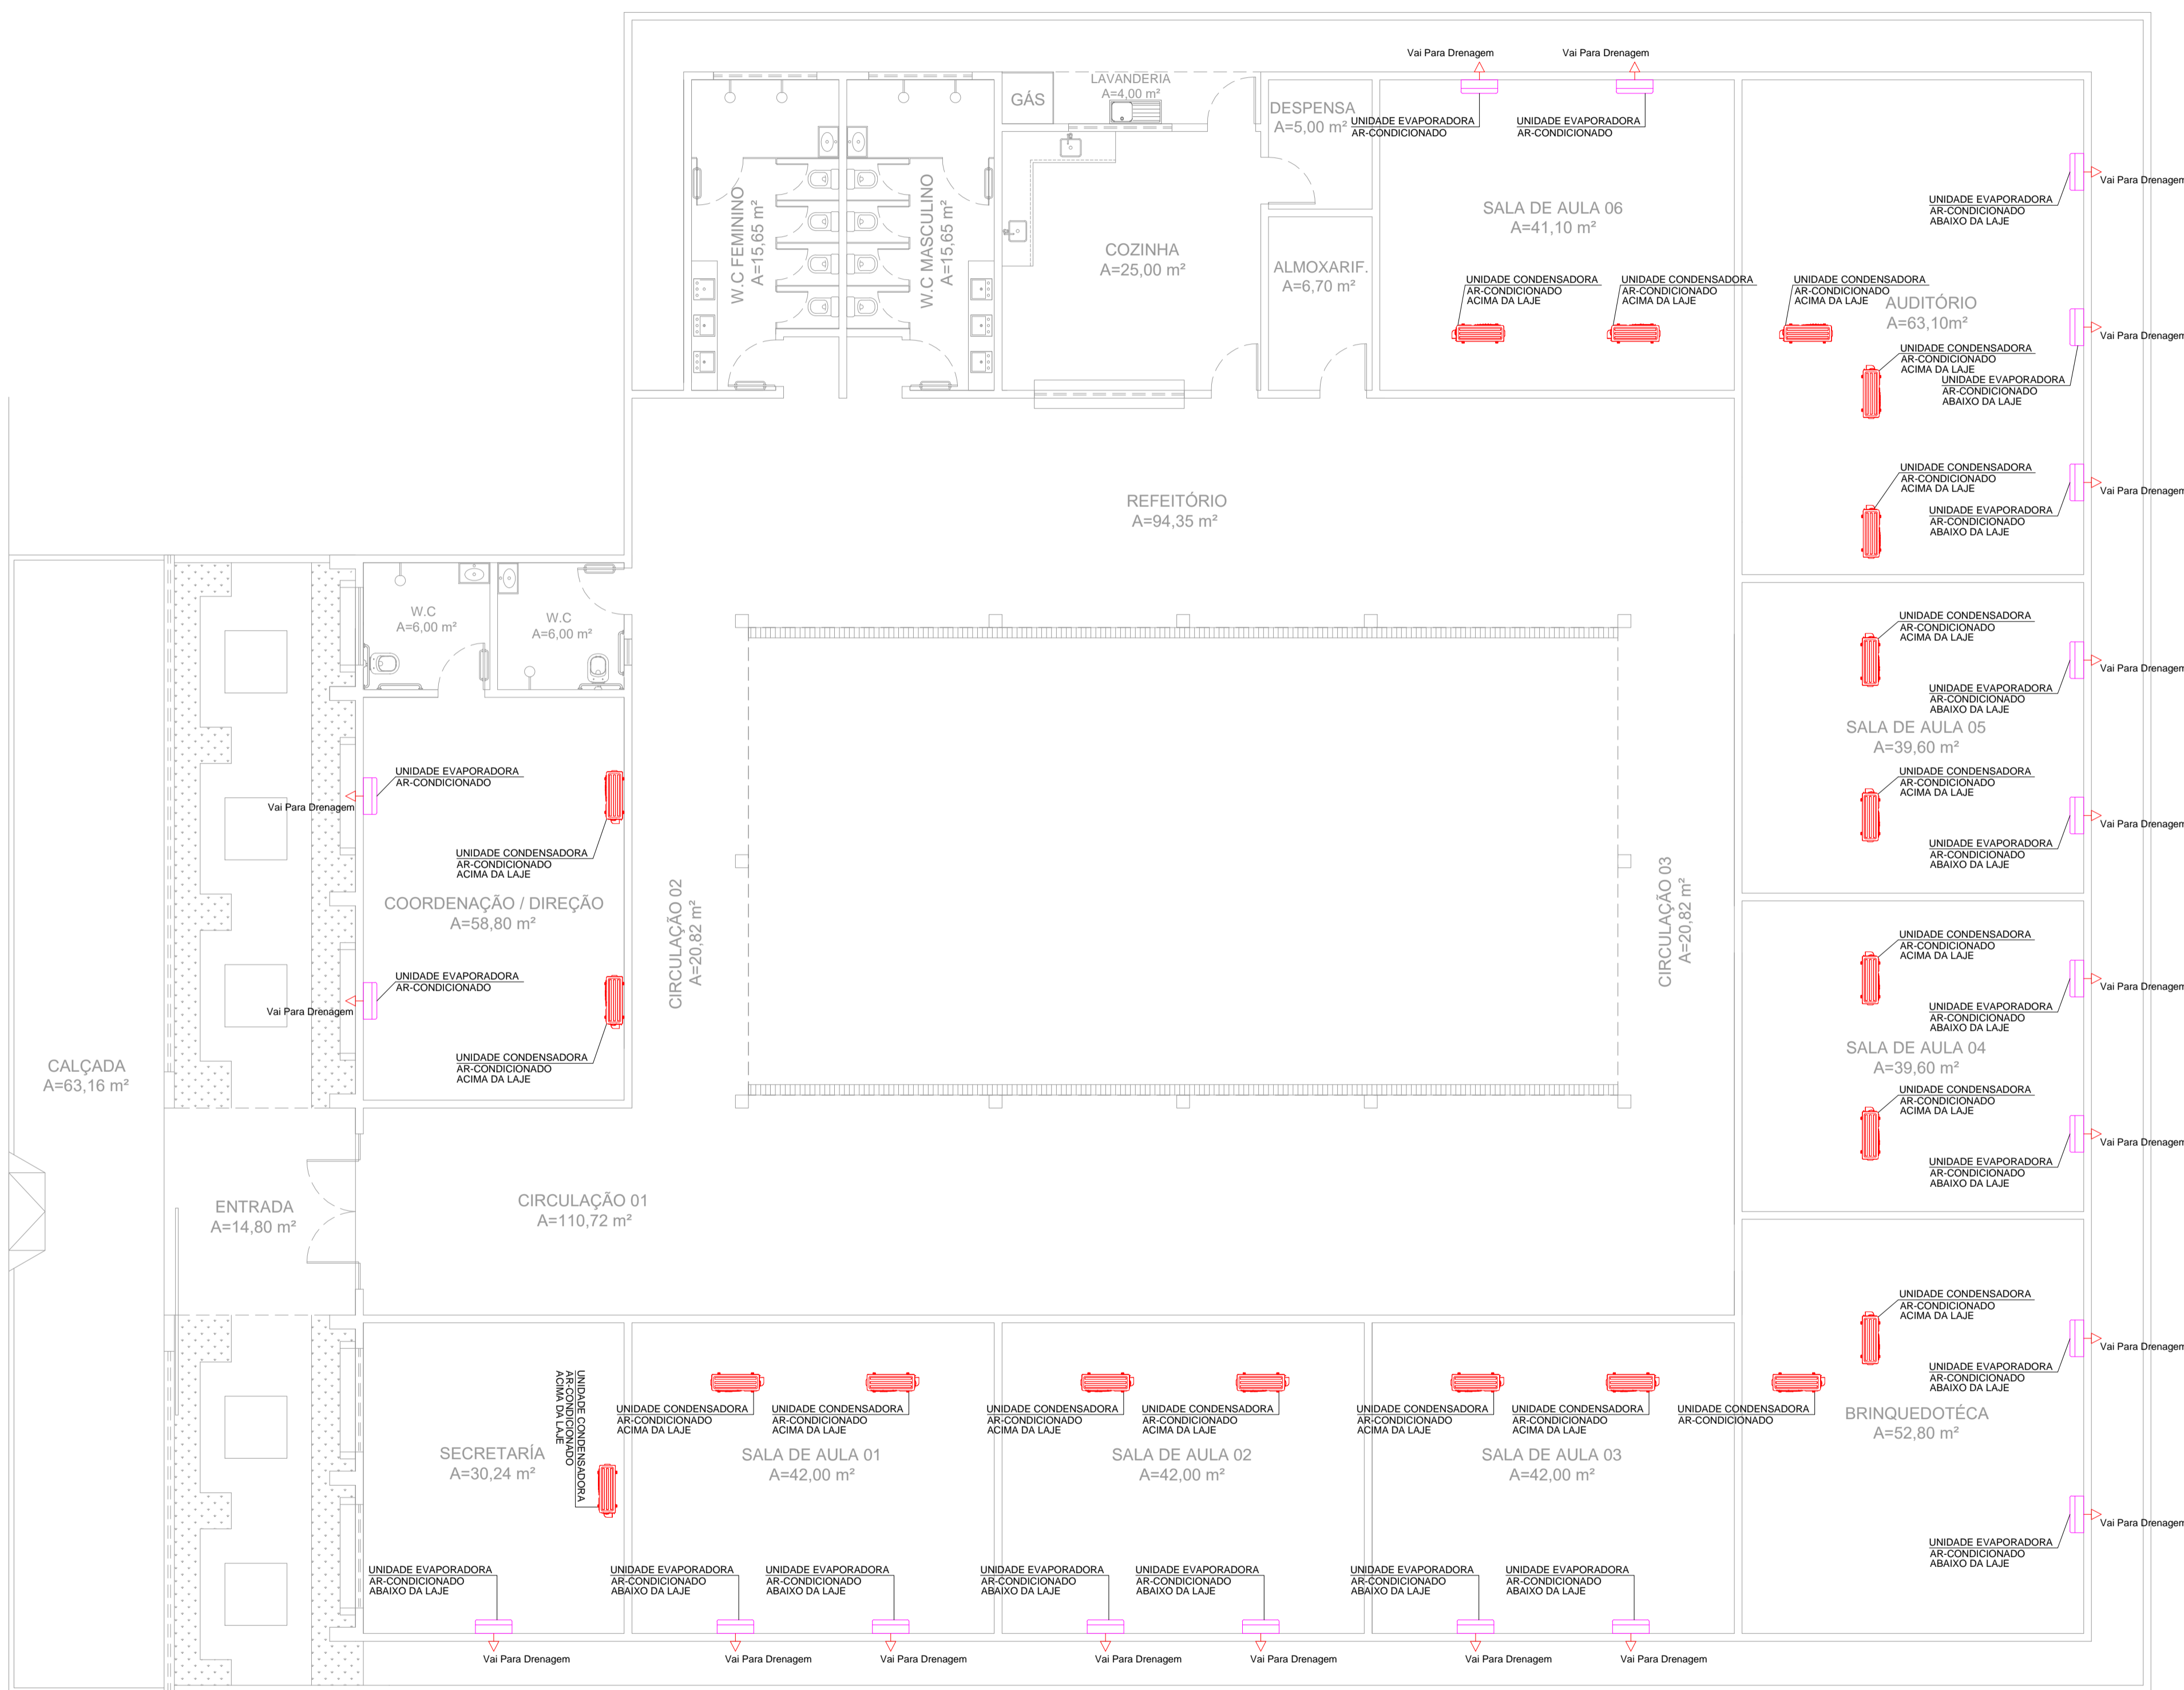 Vai Para Drenagem
Vai Para Drenagem
LAVANDERIA
A=4,00 m²
GÁS
DESPENSA
A=5,00 m²
UNIDADE EVAPORADORA
AR-CONDICIONADO
UNIDADE EVAPORADORA
AR-CONDICIONADO
Vai Para Drenagem
UNIDADE EVAPORADORA
AR-CONDICIONADO
ABAIXO DA LAJE
W.C FEMININO
A=15,65 m²
W.C MASCULINO
A=15,65 m²
SALA DE AULA 06
A=41,10 m²
COZINHA
A=25,00 m²
ALMOXARIF.
A=6,70 m²
UNIDADE CONDENSADORA
AR-CONDICIONADO
ACIMA DA LAJE
UNIDADE CONDENSADORA
AR-CONDICIONADO
ACIMA DA LAJE
UNIDADE CONDENSADORA
AR-CONDICIONADO
ACIMA DA LAJE
AUDITÓRIO
A=63,10m²
Vai Para Drenagem
UNIDADE CONDENSADORA
AR-CONDICIONADO
ACIMA DA LAJE
UNIDADE EVAPORADORA
AR-CONDICIONADO
ABAIXO DA LAJE
UNIDADE CONDENSADORA
AR-CONDICIONADO
ACIMA DA LAJE
Vai Para Drenagem
UNIDADE EVAPORADORA
AR-CONDICIONADO
ABAIXO DA LAJE
REFEITÓRIO
A=94,35 m²
W.C
A=6,00 m²
W.C
A=6,00 m²
UNIDADE CONDENSADORA
AR-CONDICIONADO
ACIMA DA LAJE
Vai Para Drenagem
UNIDADE EVAPORADORA
AR-CONDICIONADO
ABAIXO DA LAJE
SALA DE AULA 05
A=39,60 m²
UNIDADE CONDENSADORA
AR-CONDICIONADO
ACIMA DA LAJE
Vai Para Drenagem
UNIDADE EVAPORADORA
AR-CONDICIONADO
ABAIXO DA LAJE
UNIDADE EVAPORADORA
AR-CONDICIONADO
Vai Para Drenagem
UNIDADE CONDENSADORA
AR-CONDICIONADO
ACIMA DA LAJE
COORDENAÇÃO / DIREÇÃO
A=58,80 m²
UNIDADE EVAPORADORA
AR-CONDICIONADO
Vai Para Drenagem
UNIDADE CONDENSADORA
AR-CONDICIONADO
ACIMA DA LAJE
CIRCULAÇÃO 02
A=20,82 m²
CIRCULAÇÃO 03
A=20,82 m²
UNIDADE CONDENSADORA
AR-CONDICIONADO
ACIMA DA LAJE
Vai Para Drenagem
UNIDADE EVAPORADORA
AR-CONDICIONADO
ABAIXO DA LAJE
SALA DE AULA 04
A=39,60 m²
UNIDADE CONDENSADORA
AR-CONDICIONADO
ACIMA DA LAJE
Vai Para Drenagem
UNIDADE EVAPORADORA
AR-CONDICIONADO
ABAIXO DA LAJE
CALÇADA
A=63,16 m²
ENTRADA
A=14,80 m²
CIRCULAÇÃO 01
A=110,72 m²
UNIDADE CONDENSADORA
AR-CONDICIONADO
ACIMA DA LAJE
Vai Para Drenagem
UNIDADE EVAPORADORA
AR-CONDICIONADO
ABAIXO DA LAJE
UNIDADE CONDENSADORA
AR-CONDICIONADO
ACIMA DA LAJE
UNIDADE CONDENSADORA
AR-CONDICIONADO
ACIMA DA LAJE
UNIDADE CONDENSADORA
AR-CONDICIONADO
ACIMA DA LAJE
UNIDADE CONDENSADORA
AR-CONDICIONADO
ACIMA DA LAJE
UNIDADE CONDENSADORA
AR-CONDICIONADO
ACIMA DA LAJE
UNIDADE CONDENSADORA
AR-CONDICIONADO
ACIMA DA LAJE
UNIDADE CONDENSADORA
AR-CONDICIONADO
ACIMA DA LAJE
UNIDADE CONDENSADORA
AR-CONDICIONADO
BRINQUEDOTÉCA
A=52,80 m²
SECRETARÍA
A=30,24 m²
SALA DE AULA 01
A=42,00 m²
SALA DE AULA 02
A=42,00 m²
SALA DE AULA 03
A=42,00 m²
Vai Para Drenagem
UNIDADE EVAPORADORA
AR-CONDICIONADO
ABAIXO DA LAJE
UNIDADE EVAPORADORA
AR-CONDICIONADO
ABAIXO DA LAJE
UNIDADE EVAPORADORA
AR-CONDICIONADO
ABAIXO DA LAJE
UNIDADE EVAPORADORA
AR-CONDICIONADO
ABAIXO DA LAJE
UNIDADE EVAPORADORA
AR-CONDICIONADO
ABAIXO DA LAJE
UNIDADE EVAPORADORA
AR-CONDICIONADO
ABAIXO DA LAJE
UNIDADE EVAPORADORA
AR-CONDICIONADO
ABAIXO DA LAJE
UNIDADE EVAPORADORA
AR-CONDICIONADO
ABAIXO DA LAJE
Vai Para Drenagem
Vai Para Drenagem
Vai Para Drenagem
Vai Para Drenagem
Vai Para Drenagem
Vai Para Drenagem
Vai Para Drenagem